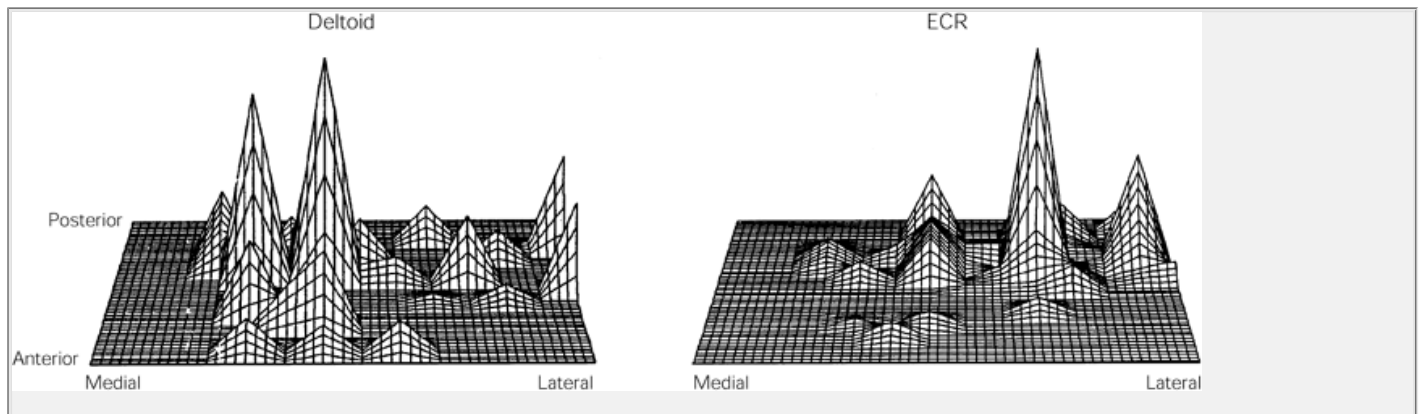 Deltoid
ECR
Posterior
Anterior
Medial
Lateral
Medial
Lateral